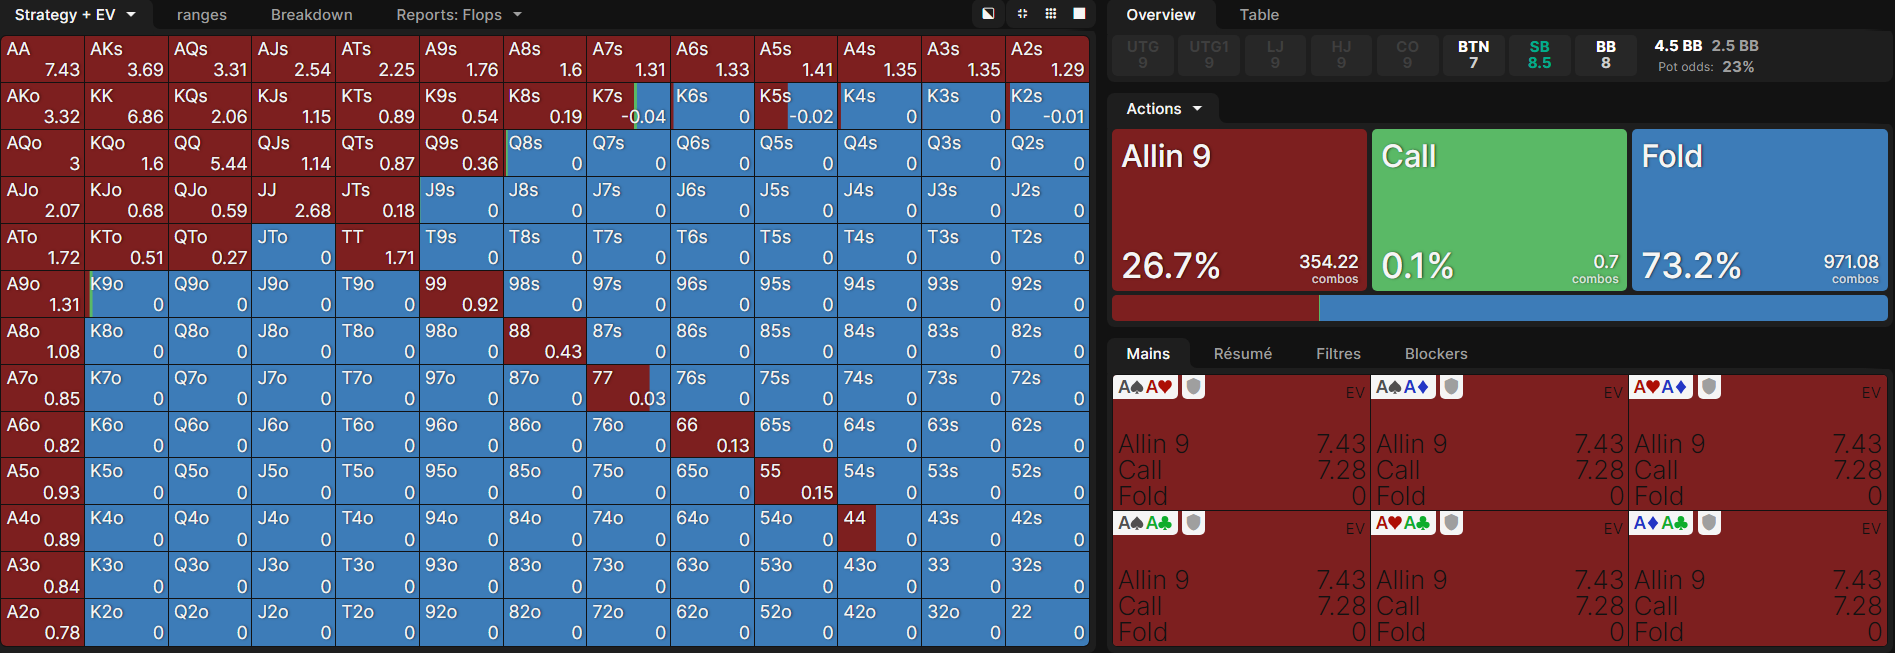 Strategy + EV ranges Breakdown Reports: Flops
AA 7.43 AKs 3.69 AQs 3.31 AJs 2.54 ATs 2.25 A9s 1.76 A8s 1.6 A7s 1.31 A6s 1.33 A5s 1.41 A4s 1.35 A3s 1.35 A2s 1.29
AKo 3.32 KK 6.86 KQs 2.06 KJs 1.15 KTs 0.89 K9s 0.54 K8s 0.19 K7s -0.04 K6s 0 K5s -0.02 K4s 0 K3s 0 K2s -0.01
AQo 3 KQo 1.6 QQ 5.44 QJs 1.14 QTs 0.87 Q9s 0.36 Q8s 0 Q7s 0 Q6s 0 Q5s 0 Q4s 0 Q3s 0 Q2s 0
AJo 2.07 KJo 0.68 QJo 0.59 JJ 2.68 JTs 0.18 J9s 0 J8s 0 J7s 0 J6s 0 J5s 0 J4s 0 J3s 0 J2s 0
ATo 1.72 KTo 0.51 QTo 0.27 JTo 0 TT 1.71 T9s 0 T8s 0 T7s 0 T6s 0 T5s 0 T4s 0 T3s 0 T2s 0
A9o 1.31 K9o 0 Q9o 0 J9o 0 T9o 0 99 0.92 98s 0 97s 0 96s 0 95s 0 94s 0 93s 0 92s 0
A8o 1.08 K8o 0 Q8o 0 J8o 0 T8o 0 98o 0 88 0.43 87s 0 86s 0 85s 0 84s 0 83s 0 82s 0
A7o 0.85 K7o 0 Q7o 0 J7o 0 T7o 0 97o 0 87o 0 77 0.03 76s 0 75s 0 74s 0 73s 0 72s 0
A6o 0.82 K6o 0 Q6o 0 J6o 0 T6o 0 96o 0 86o 0 76o 0 66 0.13 65s 0 64s 0 63s 0 62s 0
A5o 0.93 K5o 0 Q5o 0 J5o 0 T5o 0 95o 0 85o 0 75o 0 65o 0 55 0.15 54s 0 53s 0 52s 0
A4o 0.89 K4o 0 Q4o 0 J4o 0 T4o 0 94o 0 84o 0 74o 0 64o 0 54o 0 44 0 43s 0 42s 0
A3o 0.84 K3o 0 Q3o 0 J3o 0 T3o 0 93o 0 83o 0 73o 0 63o 0 53o 0 43o 0 33 0 32s 0
A2o 0.78 K2o 0 Q2o 0 J2o 0 T2o 0 92o 0 82o 0 72o 0 62o 0 52o 0 42o 0 32o 0 22 0
Overview Table
UTG UTG1 LJ HJ CO BTN SB BB 4.5 BB 2.5 BB
9 9 9 9 9 7 8.5 8 Pot odds: 23%
Actions
Allin 9 Call Fold
26.7% 354.22 combos 0.1% 0.7 combos 73.2% 971.08 combos
Mains Résumé Filtres Blockers
A♠A♥ EV A♠A♦ EV A♥A♦ EV
Allin 9 7.43 Allin 9 7.43 Allin 9 7.43
Call 7.28 Call 7.28 Call 7.28
Fold 0 Fold 0 Fold 0
A♠A♣ EV A♥A♣ EV A♦A♣ EV
Allin 9 7.43 Allin 9 7.43 Allin 9 7.43
Call 7.28 Call 7.28 Call 7.28
Fold 0 Fold 0 Fold 0